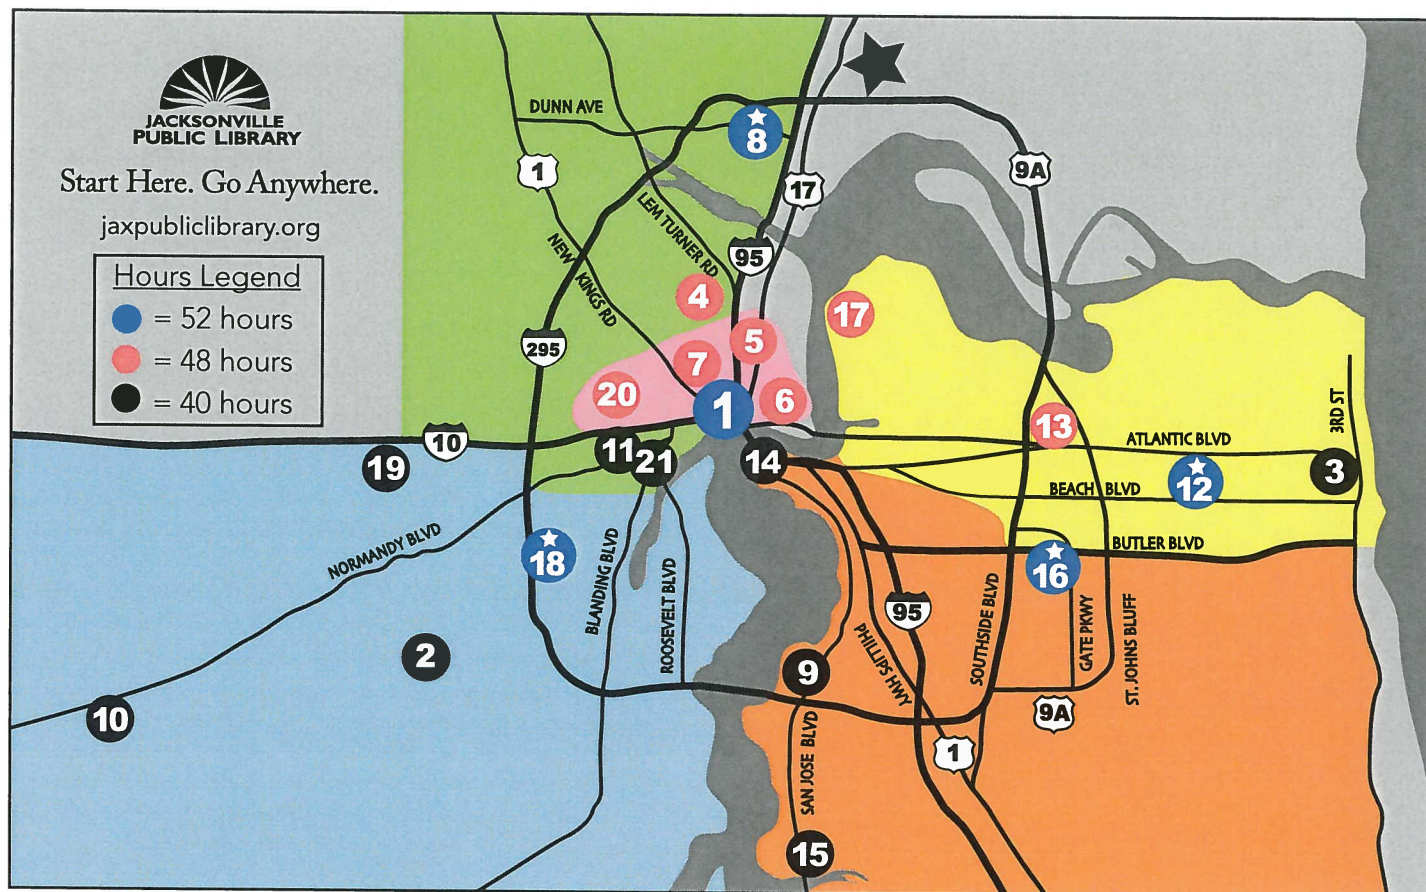 JACKSONVILLE
PUBLIC LIBRARY
Start Here. Go Anywhere.
jaxpubliclibrary.org
Hours Legend
= 52 hours
= 48 hours
= 40 hours
DUNN AVE
8
1
9A
17
LEM TURNER RD
NEW KINGS RD
95
4
17
5
295
7
20
1
6
13
3RD ST
10
ATLANTIC BLVD
11
21
14
19
3
12
BEACH BLVD
NORMANDY BLVD
18
BUTLER BLVD
16
BLANDING BLVD
ROOSEVELT BLVD
95
SOUTHSIDE BLVD
GATE PKWY
ST. JOHNS BLUFF
2
9
PHILLIPS HWY
10
9A
SAN JOSE BLVD
1
15